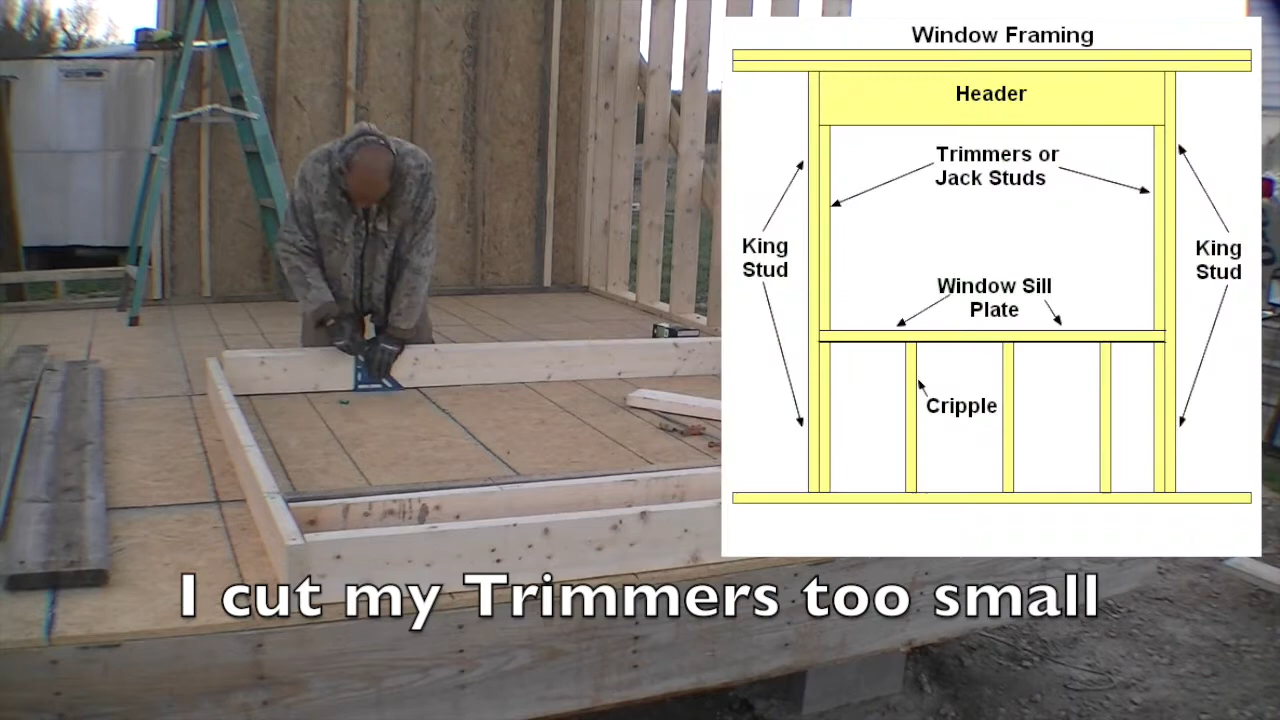 Window Framing
Header
Trimmers or
Jack Studs
King
Stud
King
Stud
Window Sill
Plate
Cripple
I cut my Trimmers too small